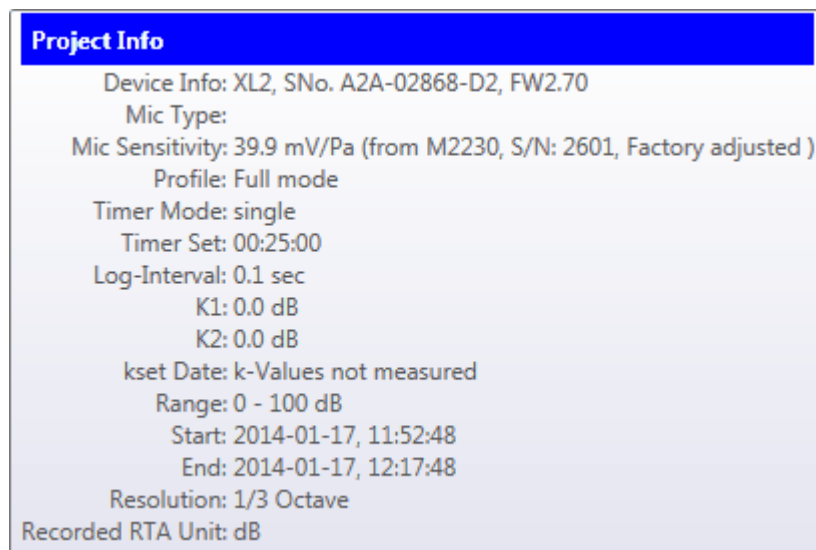 Project Info
Device Info: XL2, SNo. A2A-02868-D2, FW2.70
Mic Type:
Mic Sensitivity: 39.9 mV/Pa (from M2230, S/N: 2601, Factory adjusted )
Profile: Full mode
Timer Mode: single
Timer Set: 00:25:00
Log-Interval: 0.1 sec
K1: 0.0 dB
K2: 0.0 dB
kset Date: k-Values not measured
Range: 0 - 100 dB
Start: 2014-01-17, 11:52:48
End: 2014-01-17, 12:17:48
Resolution: 1/3 Octave
Recorded RTA Unit: dB